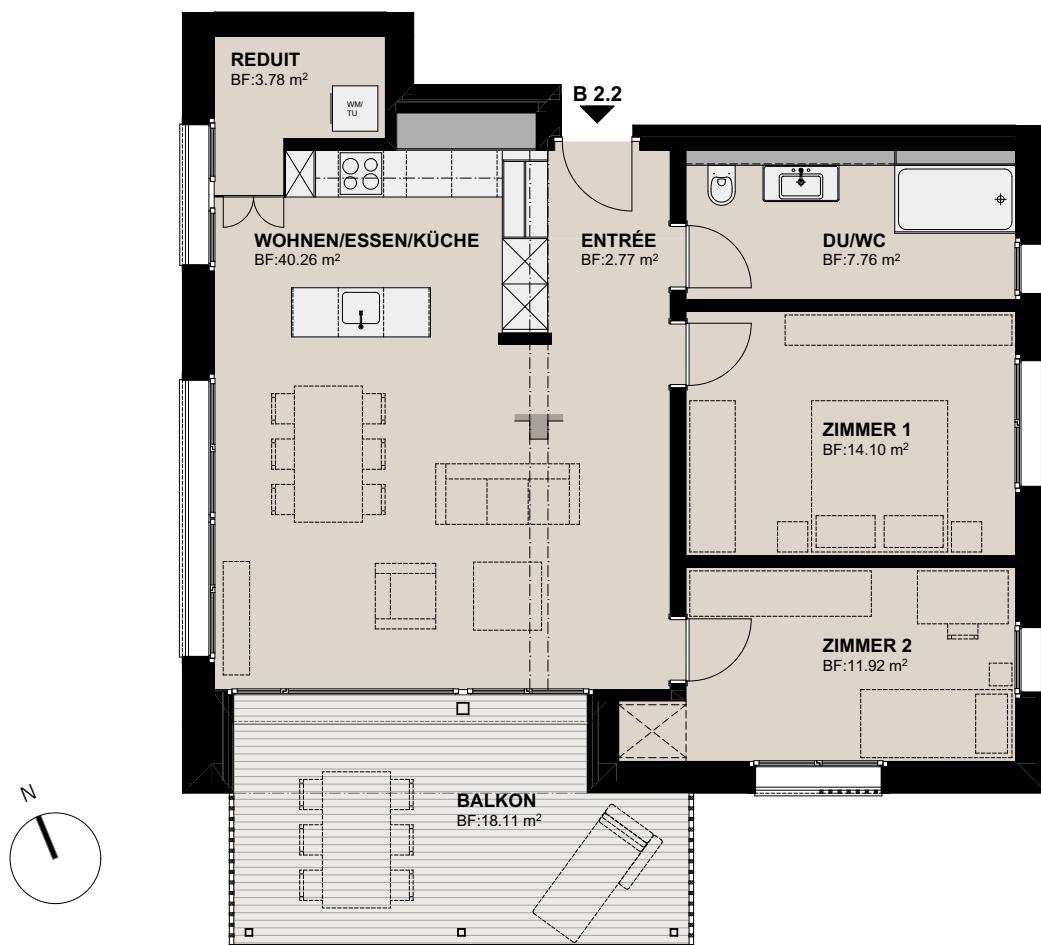 REDUIT
BF:3.78 m²
WM/
TU
B 2.2
WOHNEN/ESSEN/KÜCHE
BF:40.26 m²
ENTRÉE
BF:2.77 m²
DU/WC
BF:7.76 m²
ZIMMER 1
BF:14.10 m²
ZIMMER 2
BF:11.92 m²
BALKON
BF:18.11 m²
N